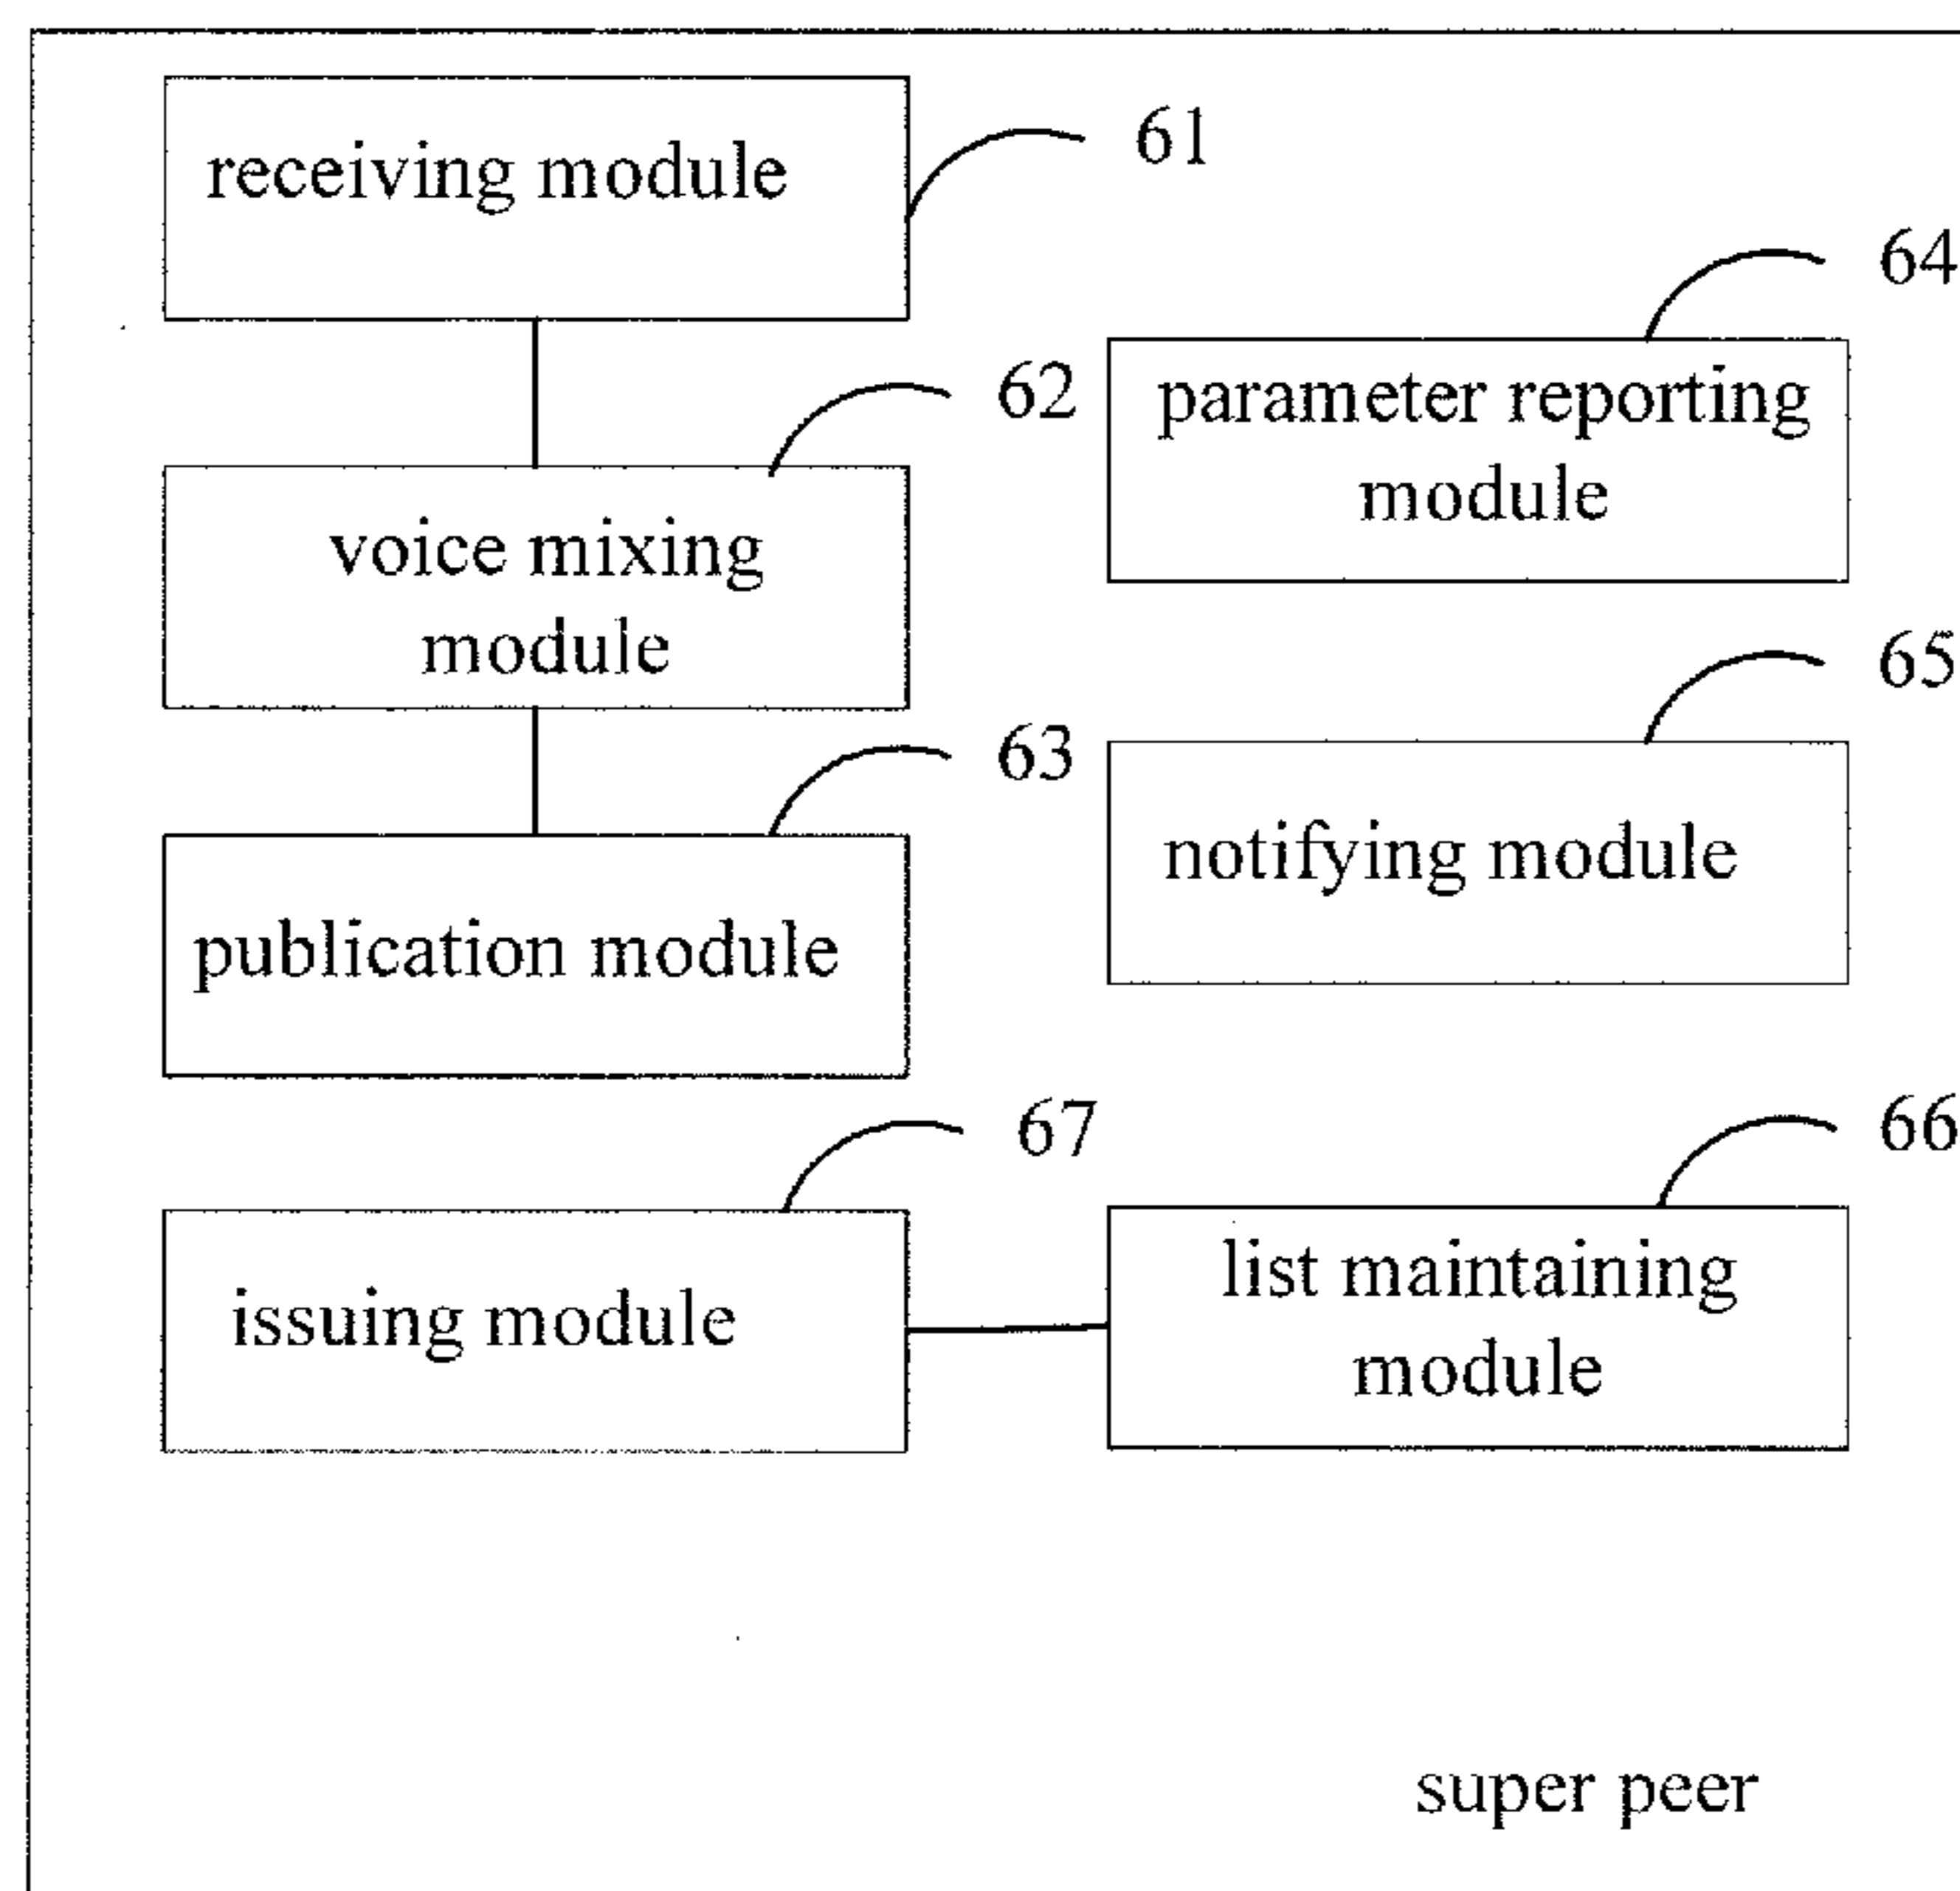 receiving module
61
64
parameter reporting
module
62
voice mixing
module
65
63
notifying module
publication module
67
66
issuing module
list maintaining
module
super peer